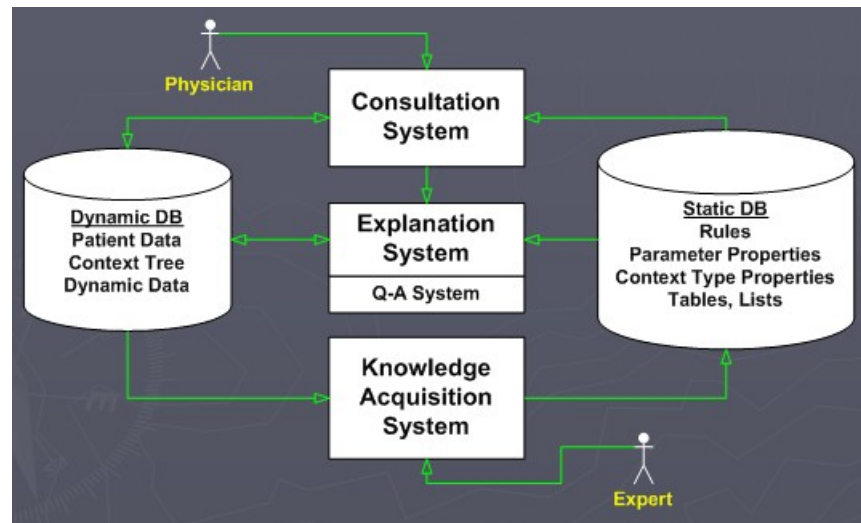 Physician
Consultation
System
Dynamic DB
Patient Data
Context Tree
Dynamic Data
Explanation
System
Q-A System
Static DB
Rules
Parameter Properties
Context Type Properties
Tables, Lists
Knowledge
Acquisition
System
Expert